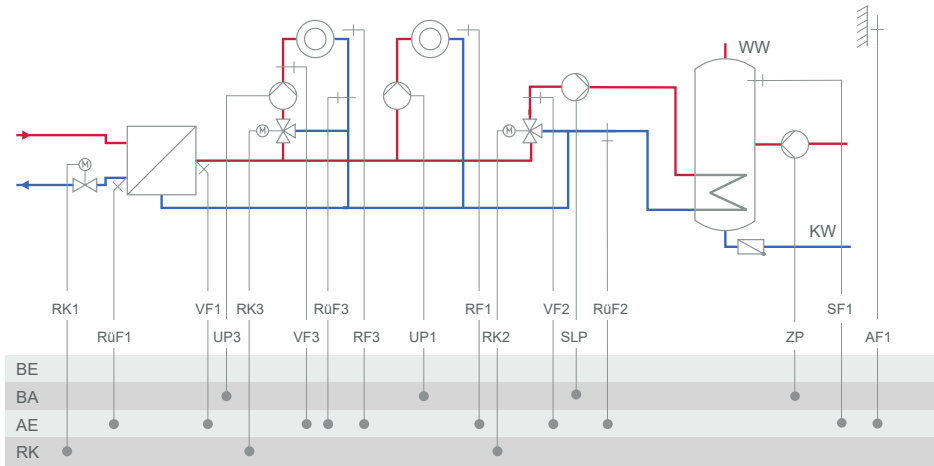 WW
M
M
M
KW
RK1 VF1 RK3 RüF3 RF1 VF2 RüF2 SF1
RüF1 UP3 VF3 RF3 UP1 RK2 SLP ZP AF1
BE
BA
AE
RK